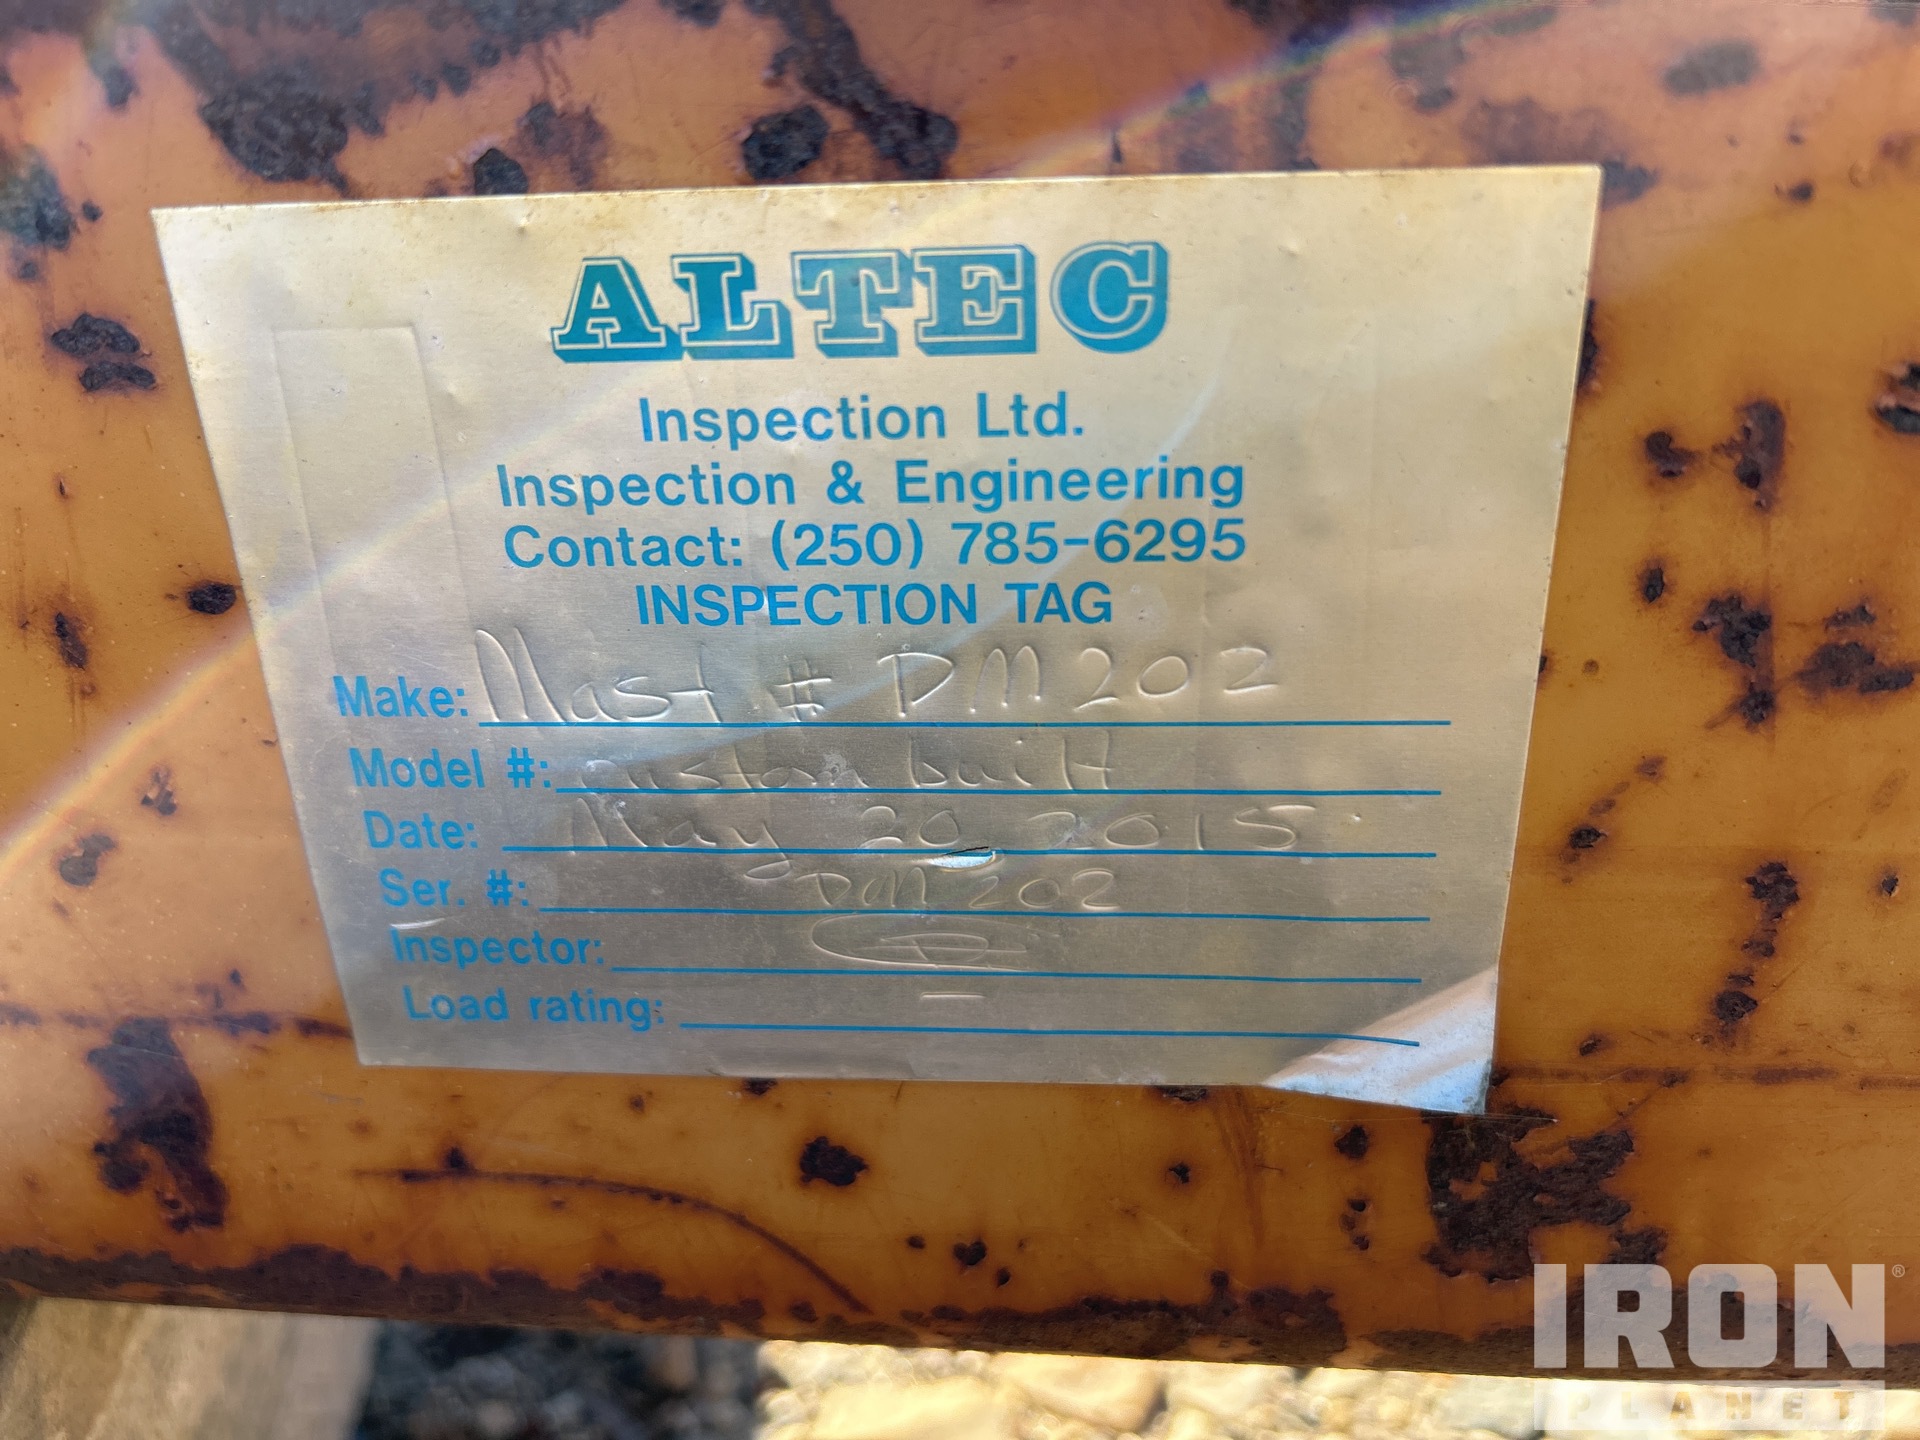 ALTEC
Inspection Ltd.
Inspection & Engineering
Contact: (250) 785-6295
INSPECTION TAG
Make: Mast # DM202
Model #: custom built
Date: May 20, 2015
Ser. #: DM202
Inspector:
Load rating: –
IRON®
PLANET